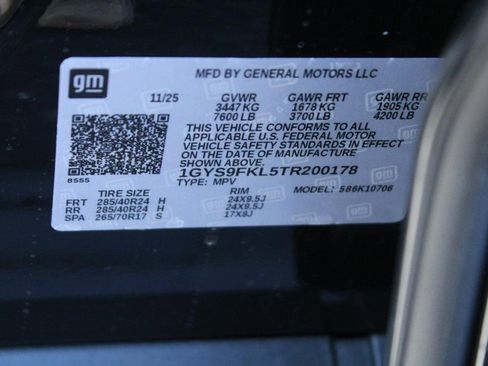 gm
MFD BY GENERAL MOTORS LLC
11/25 GVWR GAWR FRT GAWR RR
3447 KG 1678 KG 1905 KG
7600 LB 3700 LB 4200 LB
THIS VEHICLE CONFORMS TO ALL
APPLICABLE U.S. FEDERAL MOTOR
VEHICLE SAFETY STANDARDS IN EFFECT
ON THE DATE OF MANUFACTURE
SHOWN ABOVE.
1GYS9FKL5TR200178
8555 TYPE: MPV MODEL: 586K10706
TIRE SIZE RIM
FRT 285/40R24 H 24X9.5J
RR 285/40R24 H 24X9.5J
SPA 265/70R17 S 17X8J